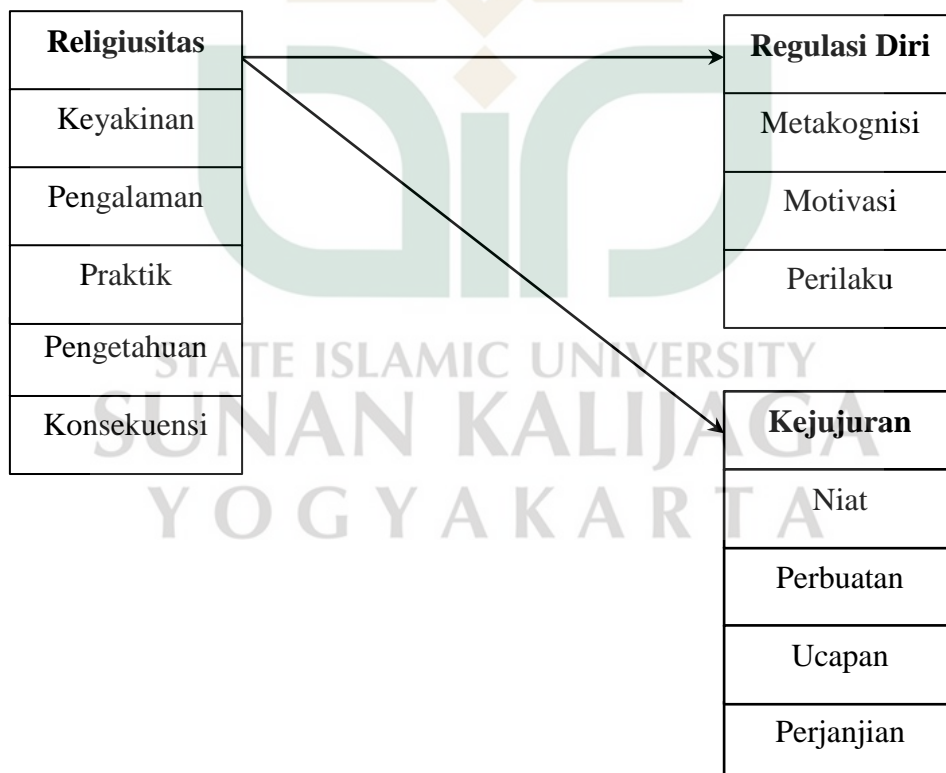 Religiusitas
Keyakinan
Pengalaman
Praktik
Pengetahuan
Konsekuensi
Regulasi Diri
Metakognisi
Motivasi
Perilaku
Kejujuran
Niat
Perbuatan
Ucapan
Perjanjian
STATE ISLAMIC UNIVERSITY
SUNAN KALIJAGA
YOGYAKARTA